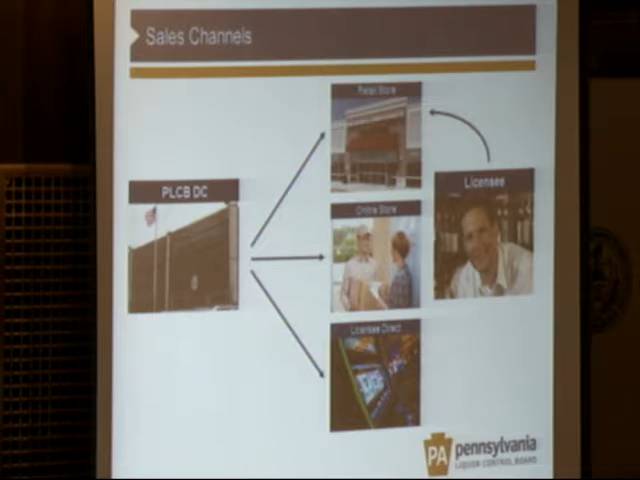 Sales Channels
Retail Store
PLCB DC
Licensee
Online Store
Licensee Direct
PA pennsylvania
LIQUOR CONTROL BOARD